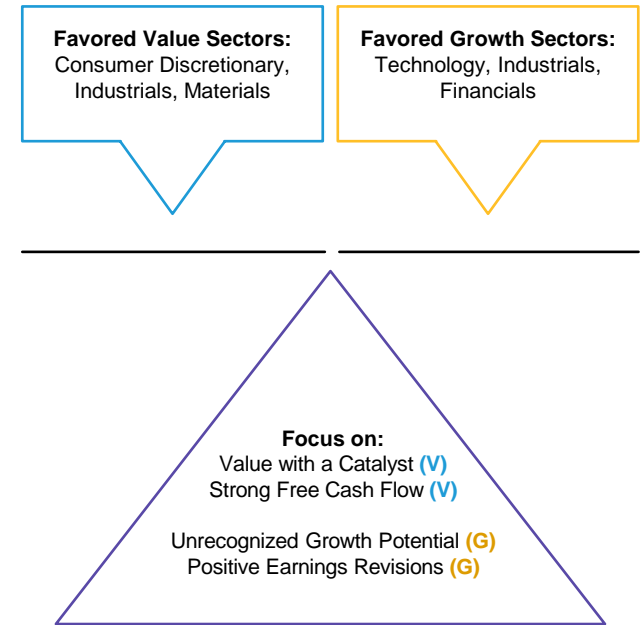 Favored Value Sectors:
Consumer Discretionary,
Industrials, Materials
Favored Growth Sectors:
Technology, Industrials,
Financials
Focus on:
Value with a Catalyst (V)
Strong Free Cash Flow (V)
Unrecognized Growth Potential (G)
Positive Earnings Revisions (G)